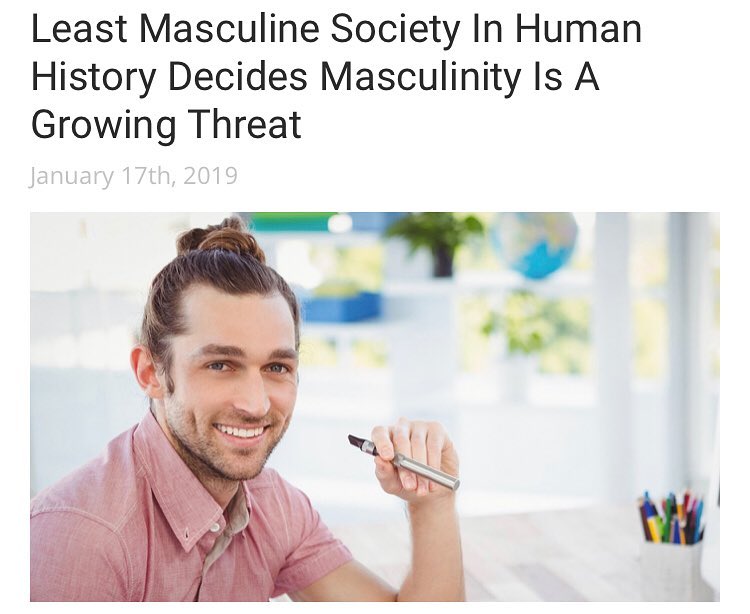 Least Masculine Society In Human
History Decides Masculinity Is A
Growing Threat
January 17th, 2019